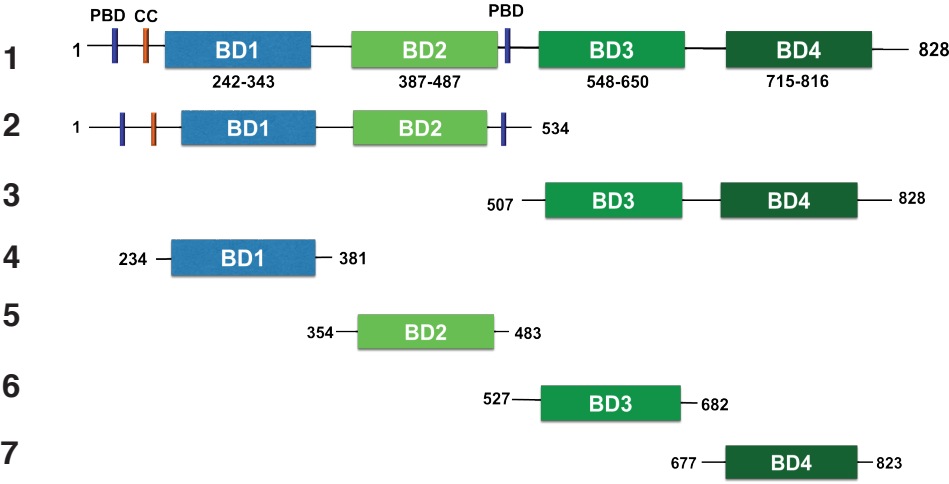 PBD CC PBD
1 1 BD1 BD2 BD3 BD4 828
242-343 387-487 548-650 715-816
2 1 BD1 BD2 534
3 507 BD3 BD4 828
4 234 BD1 381
5 354 BD2 483
6 527 BD3 682
7 677 BD4 823